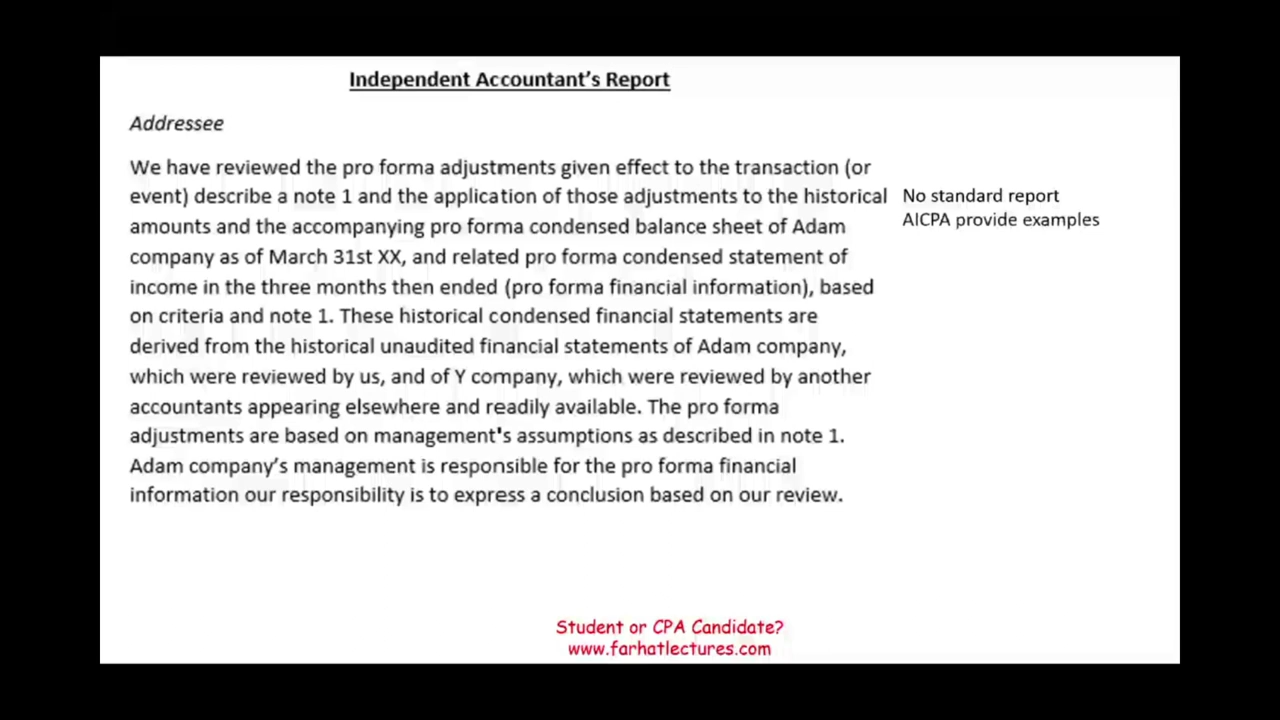 Independent Accountant's Report
Addressee
We have reviewed the pro forma adjustments given effect to the transaction (or
event) describe a note 1 and the application of those adjustments to the historical
amounts and the accompanying pro forma condensed balance sheet of Adam
company as of March 31st XX, and related pro forma condensed statement of
income in the three months then ended (pro forma financial information), based
on criteria and note 1. These historical condensed financial statements are
derived from the historical unaudited financial statements of Adam company,
which were reviewed by us, and of Y company, which were reviewed by another
accountants appearing elsewhere and readily available. The pro forma
adjustments are based on management's assumptions as described in note 1.
Adam company's management is responsible for the pro forma financial
information our responsibility is to express a conclusion based on our review.
No standard report
AICPA provide examples
Student or CPA Candidate?
www.farhatlectures.com